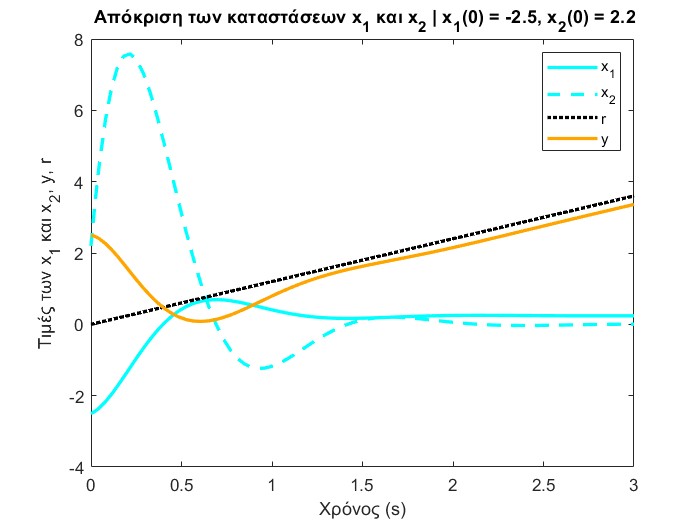 Απόκριση των καταστάσεων x₁ και x₂ | x₁(0) = -2.5, x₂(0) = 2.2
Τιμές των x₁ και x₂, y, r
8
6
4
2
0
-2
-4
x₁
x₂
r
y
0 0.5 1 1.5 2 2.5 3
Χρόνος (s)